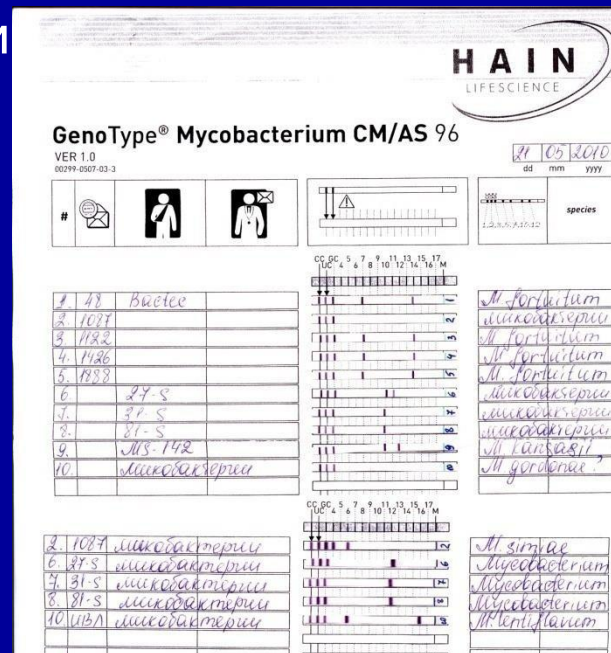 HAIN
LIFESCIENCE
GenoType® Mycobacterium CM/AS 96
VER 1.0
00299-0507-03-3
21 05 2010
dd mm yyyy
#
species
CC GC 5 7 9 11 13 15 17
UC 4 6 8 10 12 14 16 M
1. 48 Bactec M. fortuitum
2. 1087 микобактерии
3. 1122 M. fortuitum
4. 1426 M. fortuitum
5. 1788 M. fortuitum
6. 27-S микобактерии
7. 31-S микобактерии
8. 81-S микобактерии
9. MS-142 M. kansasii
10. микобактерии M. gordonae?
CC GC 5 7 9 11 13 15 17
UC 4 6 8 10 12 14 16 M
2. 1087 микобактерии M. simiae
6. 27-S микобактерии Mycobacterium
7. 31-S микобактерии Mycobacterium
8. 81-S микобактерии Mycobacterium
10 ИВЛ микобактерии M. lentiflavum